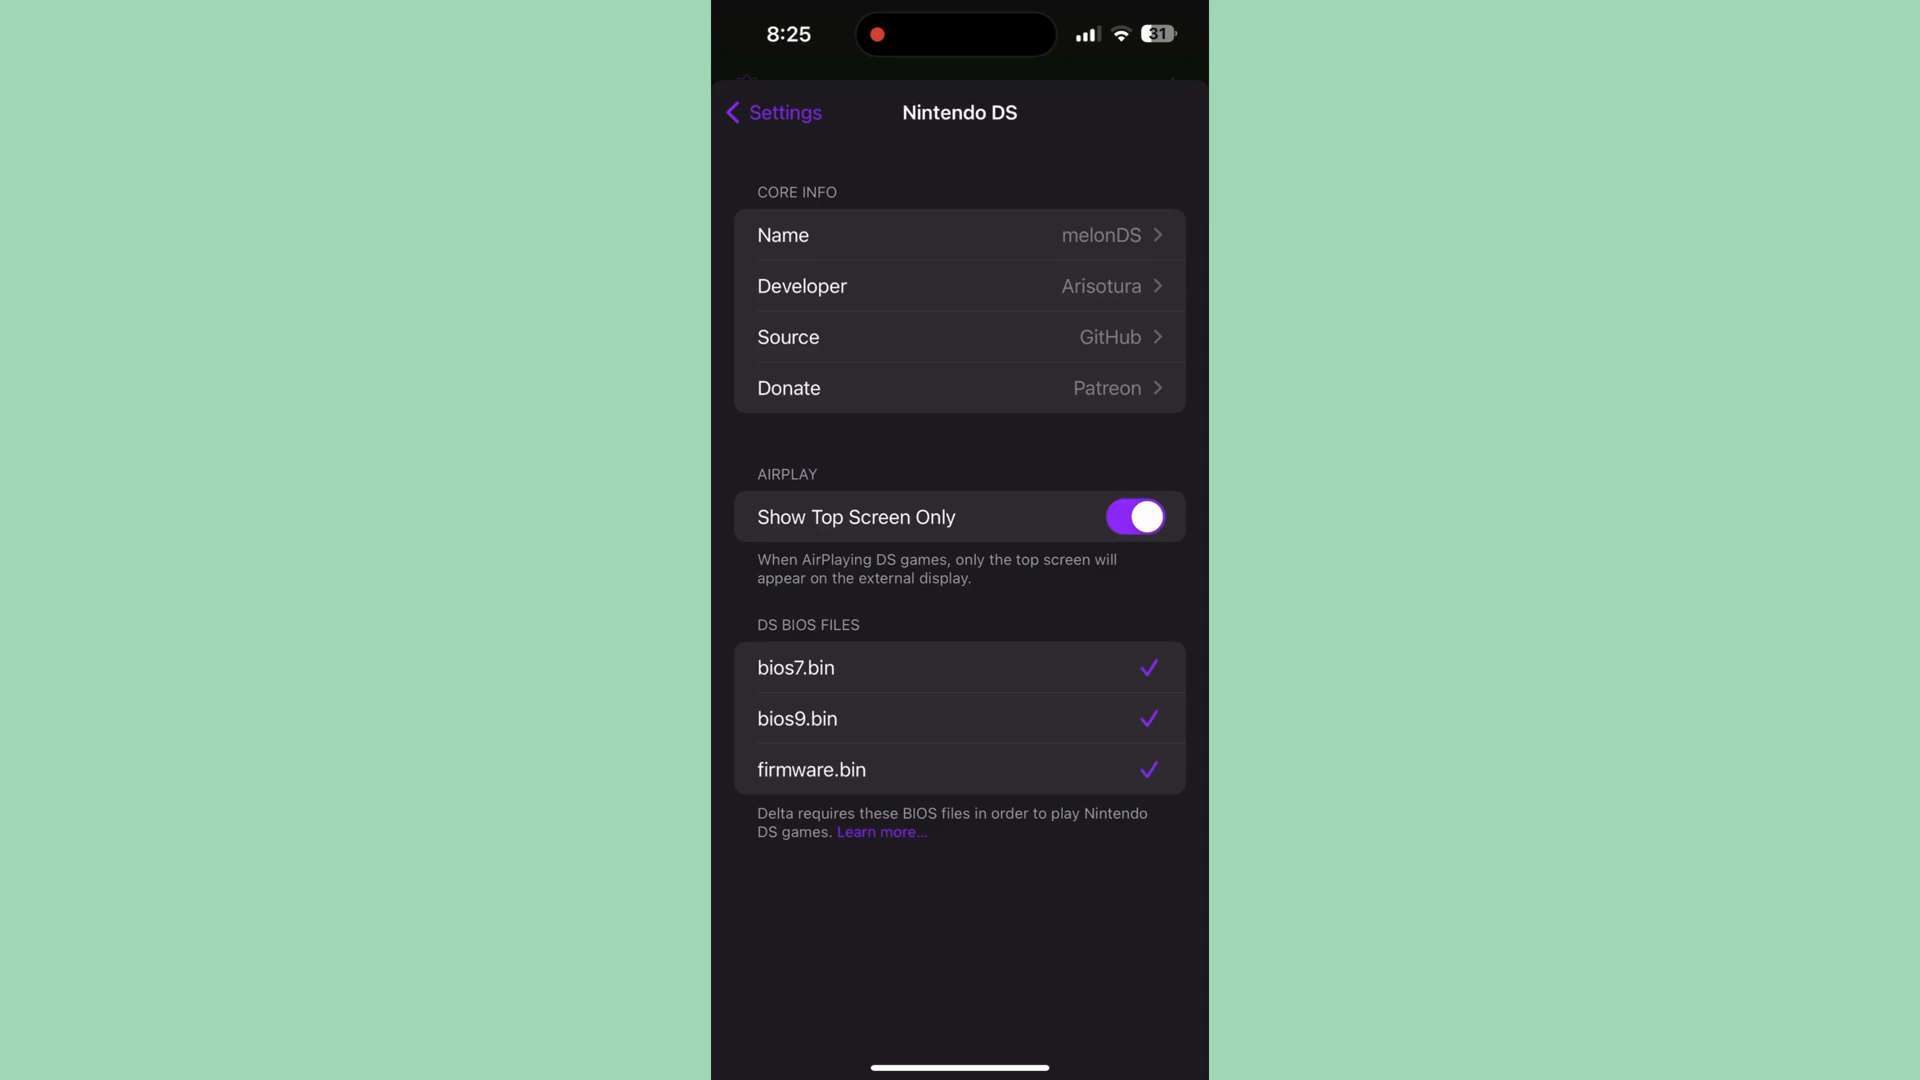 8:25
31
Settings
Nintendo DS
CORE INFO
Name melonDS
Developer Arisotura
Source GitHub
Donate Patreon
AIRPLAY
Show Top Screen Only
When AirPlaying DS games, only the top screen will
appear on the external display.
DS BIOS FILES
bios7.bin
bios9.bin
firmware.bin
Delta requires these BIOS files in order to play Nintendo
DS games. Learn more...